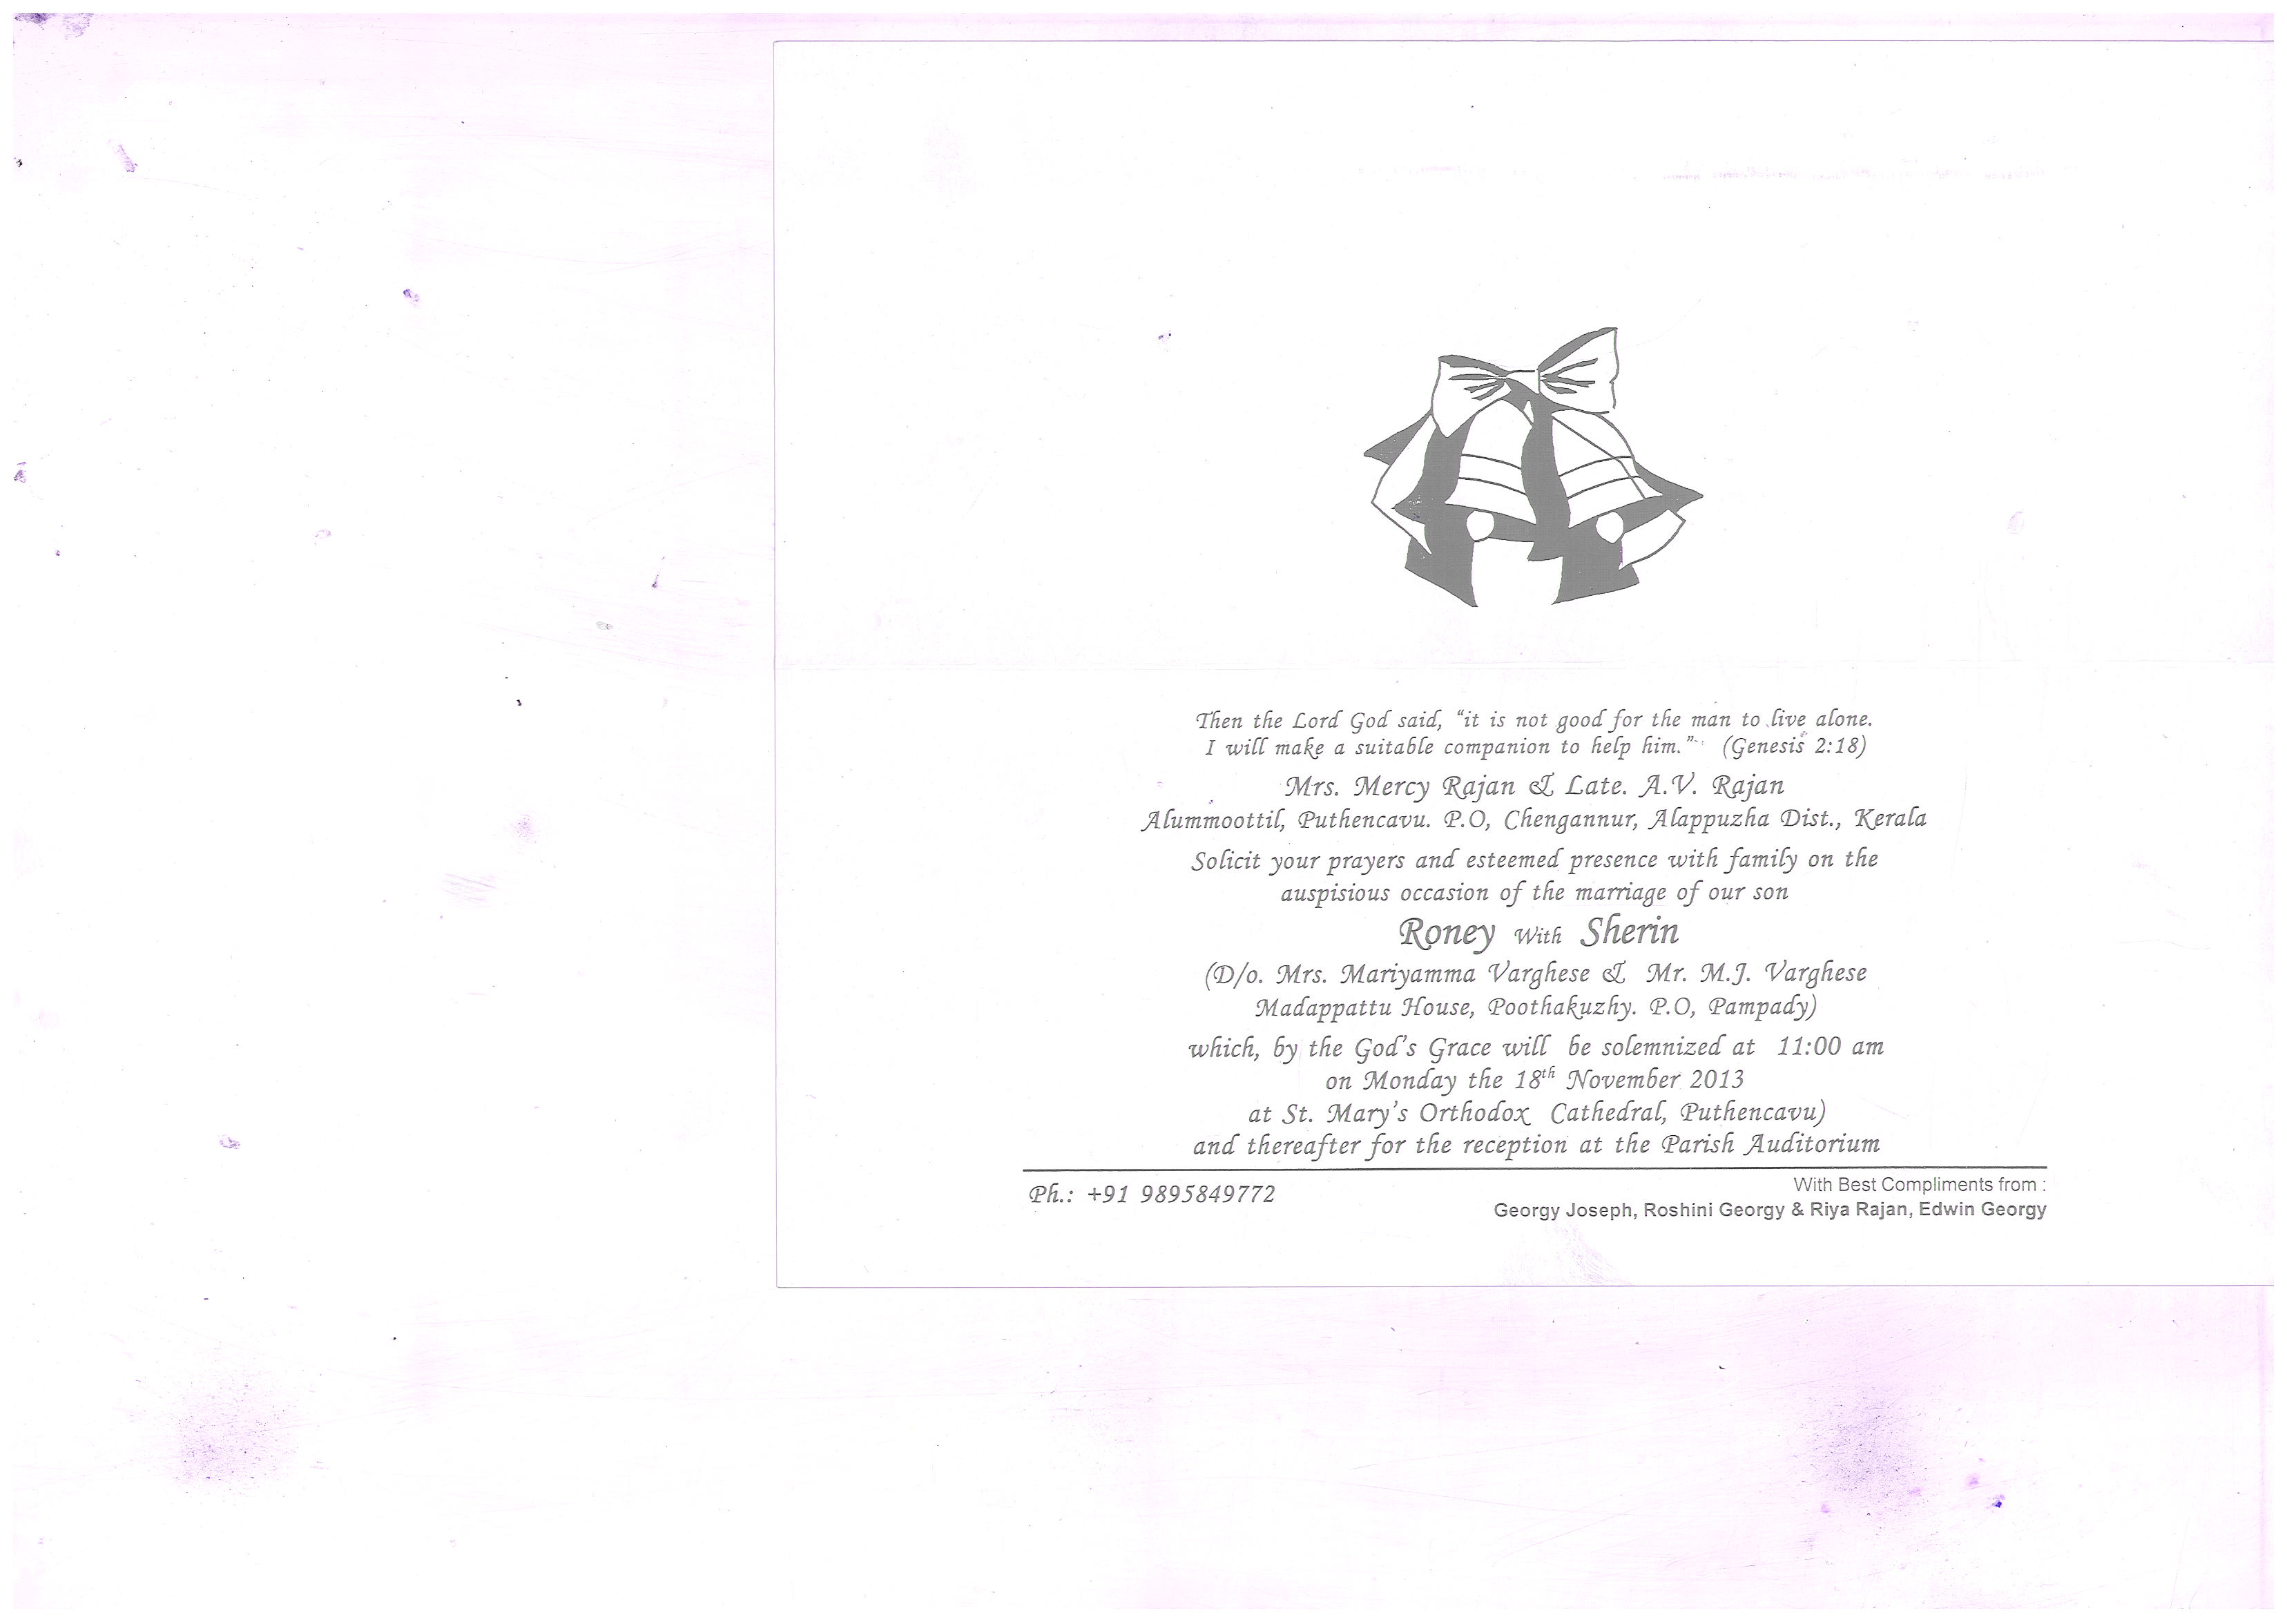 Then the Lord God said, “it is not good for the man to live alone.
I will make a suitable companion to help him.” (Genesis 2:18)
Mrs. Mercy Rajan & Late. A.V. Rajan
Alummoottil, Puthencavu. P.O, Chengannur, Alappuzha Dist., Kerala
Solicit your prayers and esteemed presence with family on the
auspisious occasion of the marriage of our son
Roney With Sherin
(D/o. Mrs. Mariyamma Varghese & Mr. M.J. Varghese
Madappattu House, Poothakuzhy. P.O, Pampady)
which, by the God's Grace will be solemnized at 11:00 am
on Monday the 18th November 2013
at St. Mary's Orthodox Cathedral, Puthencavu)
and thereafter for the reception at the Parish Auditorium
Ph.: +91 9895849772
With Best Compliments from :
Georgy Joseph, Roshini Georgy & Riya Rajan, Edwin Georgy